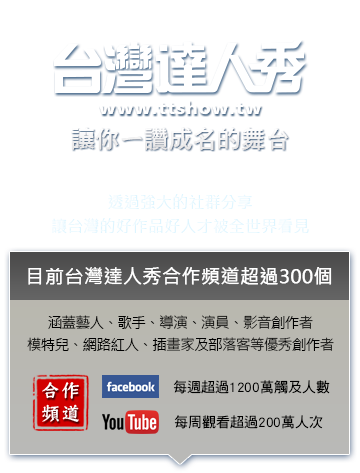 台灣達人秀
www.ttshow.tw
讓你一讚成名的舞台
透過強大的社群分享
讓台灣的好作品好人才被全世界看見
目前台灣達人秀合作頻道超過300個
涵蓋藝人、歌手、導演、演員、影音創作者
模特兒、網路紅人、插畫家及部落客等優秀創作者
合作
頻道
facebook
每週超過1200萬觸及人數
YouTube
每周觀看超過200萬人次